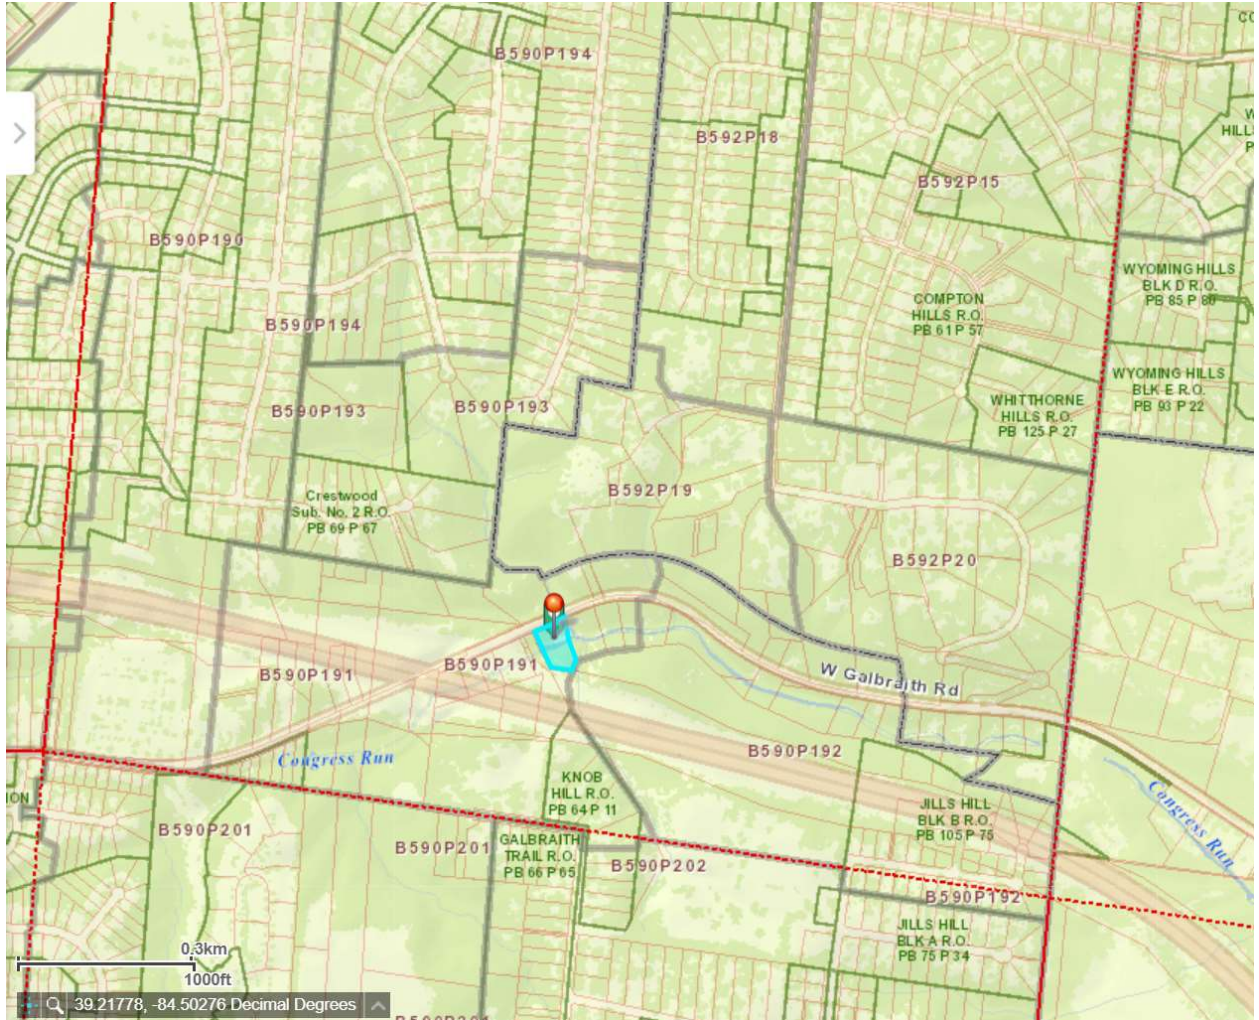 CO
B590P194
B592P18
W
HILLS
P
B592P15
B590P190
WYOMING HILLS
BLK D R.O.
PB 85 P 80
COMPTON
HILLS R.O.
PB 61 P 57
B590P194
WYOMING HILLS
BLK E R.O.
PB 93 P 22
WHITTHORNE
HILLS R.O.
PB 125 P 27
B590P193
B590P193
B592P19
Crestwood
Sub. No. 2 R.O.
PB 69 P 67
B592P20
B590P191
B590P191
W Galbraith Rd
Congress Run
B590P192
KNOB
HILL R.O.
PB 64 P 11
Congress Run
ION
JILLS HILL
BLK B R.O.
PB 105 P 75
B590P201
B590P201
GALBRAITH
TRAIL R.O.
PB 66 P 65
B590P202
B590P192
JILLS HILL
BLK A R.O.
PB 75 P 34
0.3km
1000ft
39.21778, -84.50276 Decimal Degrees